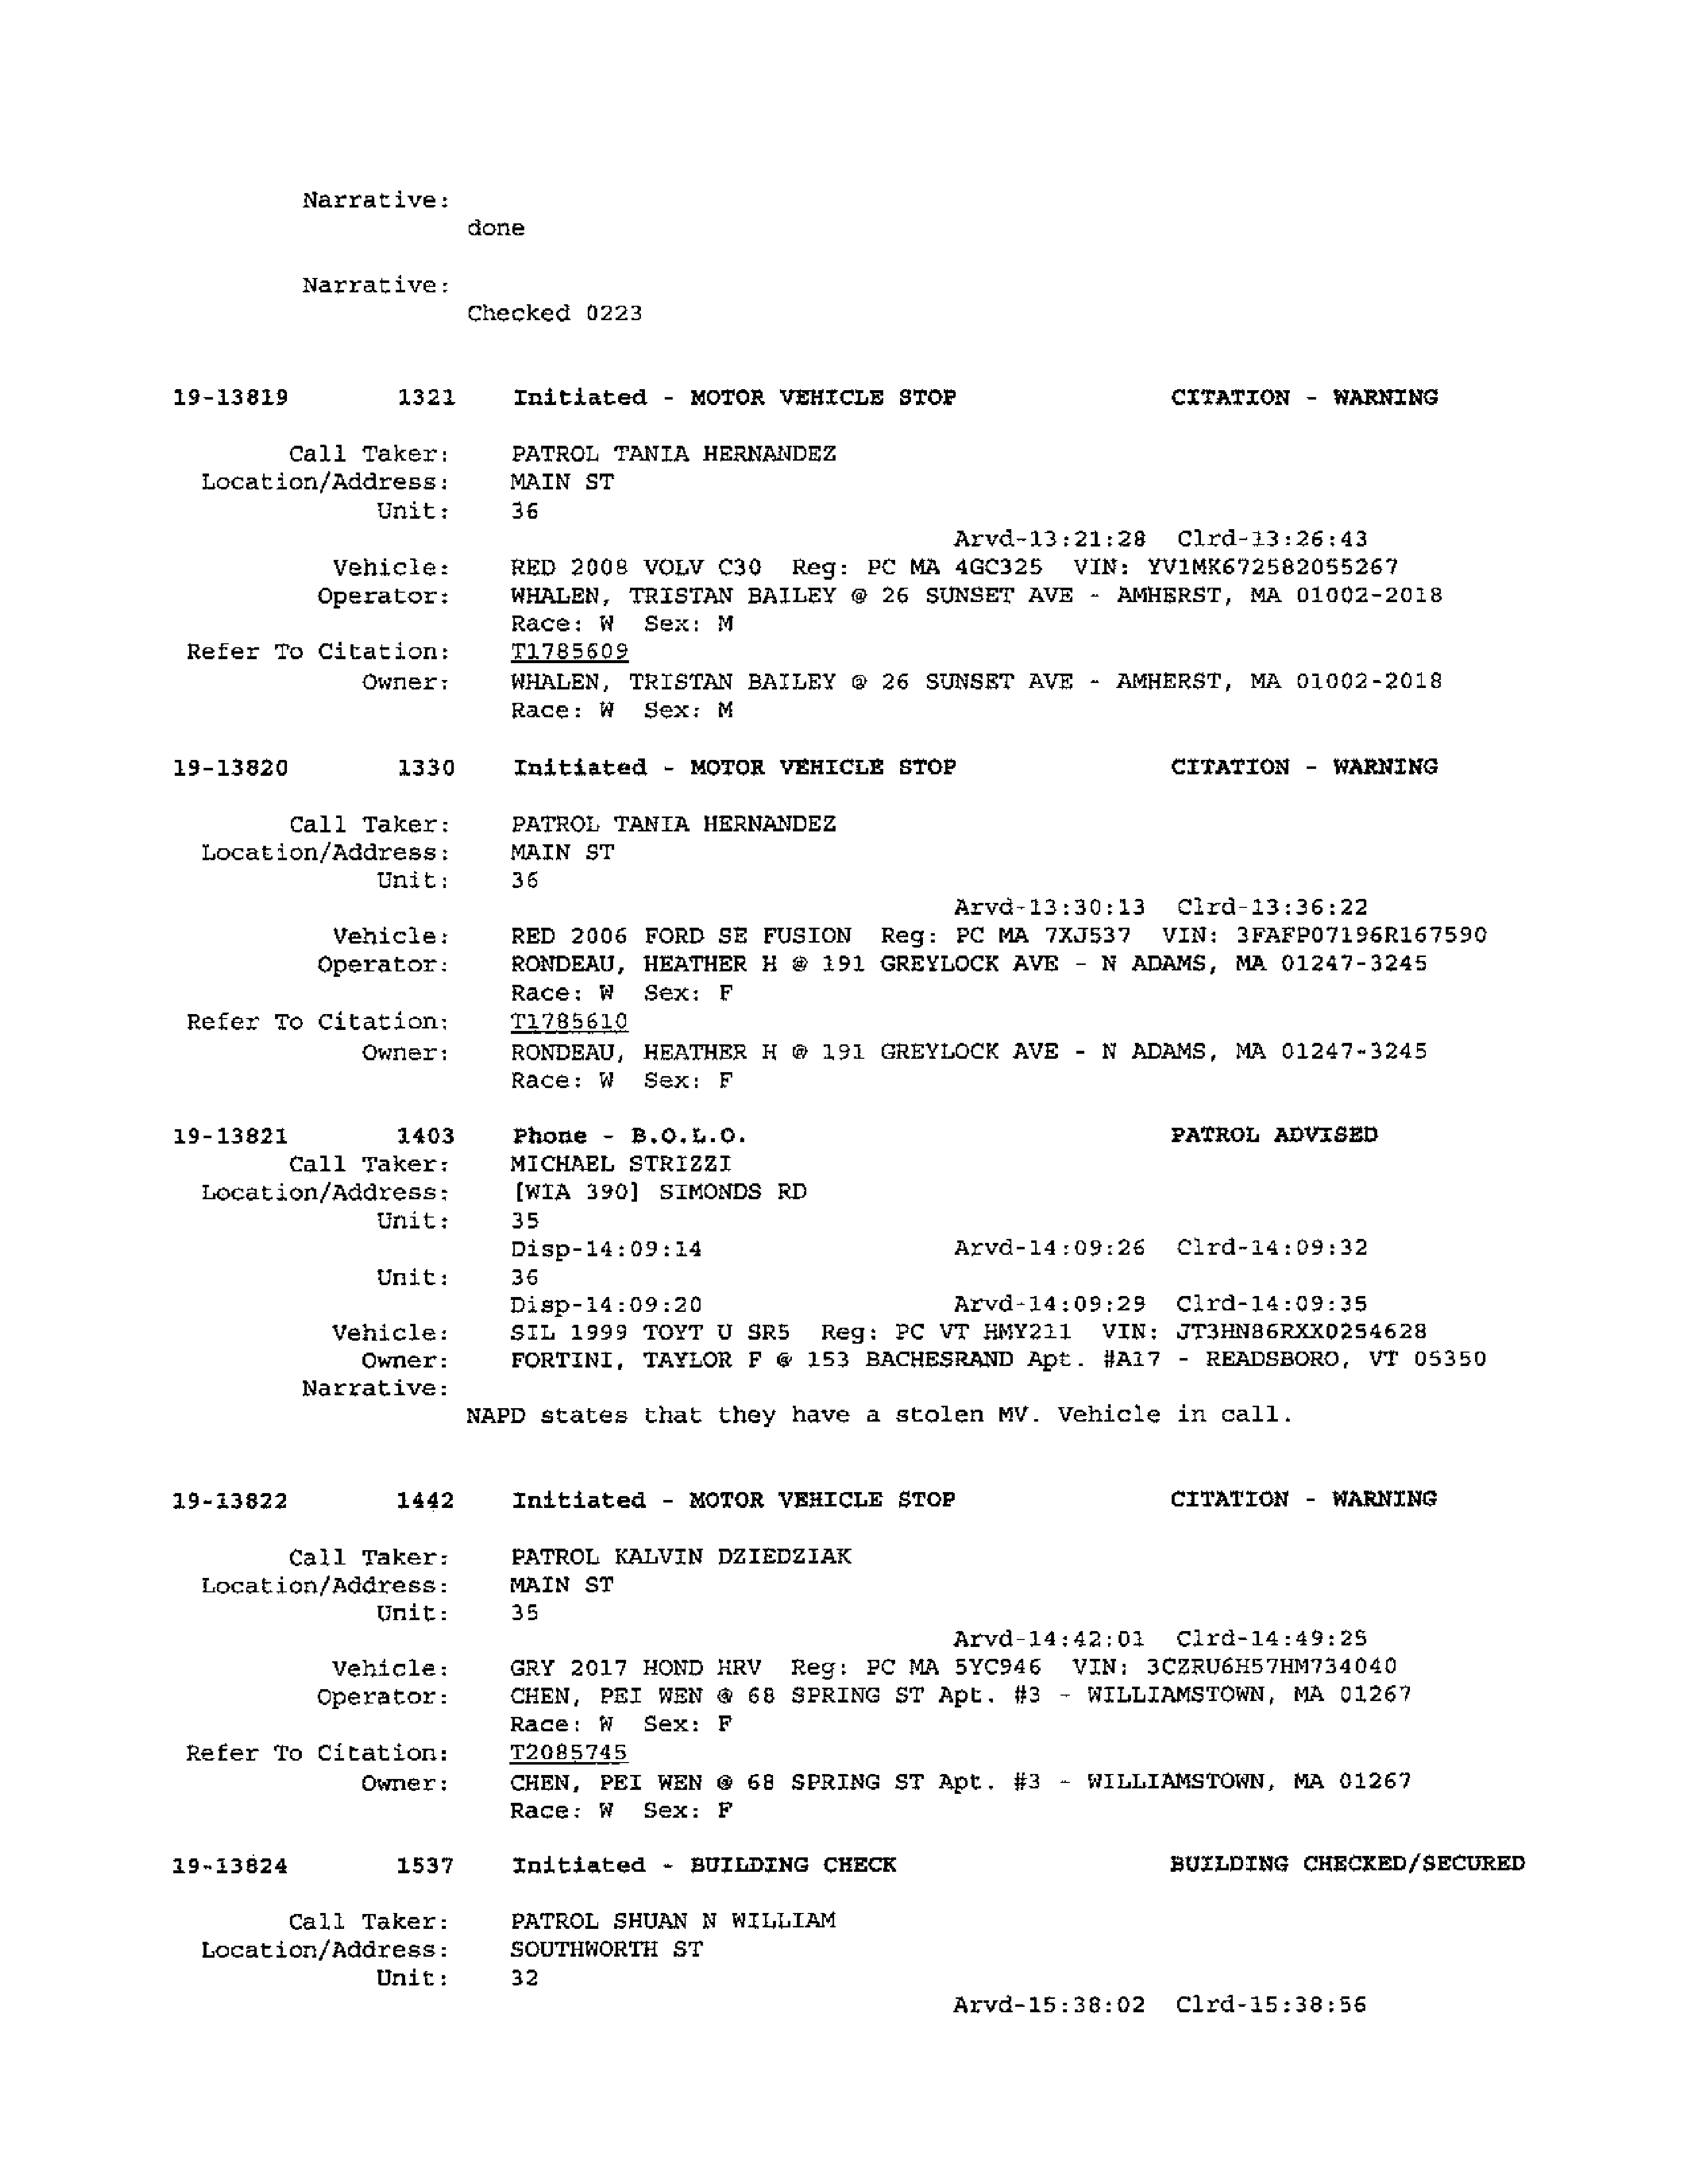 Narrative:
done
Narrative:
Checked 0223
19-13819 1321 Initiated - MOTOR VEHICLE STOP CITATION - WARNING
Call Taker: PATROL TANIA HERNANDEZ
Location/Address: MAIN ST
Unit: 36
Arvd-13:21:28 Clrd-13:26:43
Vehicle: RED 2008 VOLV C30 Reg: PC MA 4GC325 VIN: YV1MK672582055267
Operator: WHALEN, TRISTAN BAILEY @ 26 SUNSET AVE - AMHERST, MA 01002-2018
Race: W Sex: M
Refer To Citation: T1785609
Owner: WHALEN, TRISTAN BAILEY @ 26 SUNSET AVE - AMHERST, MA 01002-2018
Race: W Sex: M
19-13820 1330 Initiated - MOTOR VEHICLE STOP CITATION - WARNING
Call Taker: PATROL TANIA HERNANDEZ
Location/Address: MAIN ST
Unit: 36
Arvd-13:30:13 Clrd-13:36:22
Vehicle: RED 2006 FORD SE FUSION Reg: PC MA 7XJ537 VIN: 3FAFP07196R167590
Operator: RONDEAU, HEATHER H @ 191 GREYLOCK AVE - N ADAMS, MA 01247-3245
Race: W Sex: F
Refer To Citation: T1785610
Owner: RONDEAU, HEATHER H @ 191 GREYLOCK AVE - N ADAMS, MA 01247-3245
Race: W Sex: F
19-13821 1403 Phone - B.O.L.O. PATROL ADVISED
Call Taker: MICHAEL STRIZZI
Location/Address: [WIA 390] SIMONDS RD
Unit: 35
Disp-14:09:14 Arvd-14:09:26 Clrd-14:09:32
Unit: 36
Disp-14:09:20 Arvd-14:09:29 Clrd-14:09:35
Vehicle: SIL 1999 TOYT U SR5 Reg: PC VT HMY211 VIN: JT3HN86RXX0254628
Owner: FORTINI, TAYLOR F @ 153 BACHESRAND Apt. #A17 - READSBORO, VT 05350
Narrative:
NAPD states that they have a stolen MV. Vehicle in call.
19-13822 1442 Initiated - MOTOR VEHICLE STOP CITATION - WARNING
Call Taker: PATROL KALVIN DZIEDZIAK
Location/Address: MAIN ST
Unit: 35
Arvd-14:42:01 Clrd-14:49:25
Vehicle: GRY 2017 HOND HRV Reg: PC MA 5YC946 VIN: 3CZRU6H57HM734040
Operator: CHEN, PEI WEN @ 68 SPRING ST Apt. #3 - WILLIAMSTOWN, MA 01267
Race: W Sex: F
Refer To Citation: T2085745
Owner: CHEN, PEI WEN @ 68 SPRING ST Apt. #3 - WILLIAMSTOWN, MA 01267
Race: W Sex: F
19-13824 1537 Initiated - BUILDING CHECK BUILDING CHECKED/SECURED
Call Taker: PATROL SHUAN N WILLIAM
Location/Address: SOUTHWORTH ST
Unit: 32
Arvd-15:38:02 Clrd-15:38:56